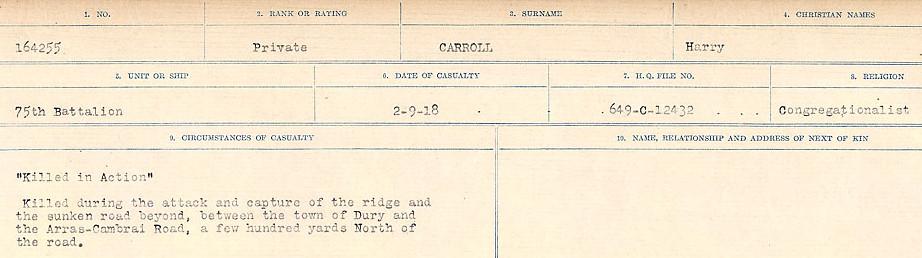 1. NO. 2. RANK OR RATING 3. SURNAME 4. CHRISTIAN NAMES
164255 Private CARROLL Harry
5. UNIT OR SHIP 6. DATE OF CASUALTY 7. H.Q. FILE NO. 8. RELIGION
75th Battalion 2-9-18 . . 649-C-12432 . . . Congregationalist
9. CIRCUMSTANCES OF CASUALTY 10. NAME, RELATIONSHIP AND ADDRESS OF NEXT OF KIN
"Killed in Action"
Killed during the attack and capture of the ridge and
the sunken road beyond, between the town of Dury and
the Arras-Cambrai Road, a few hundred yards North of
the road.